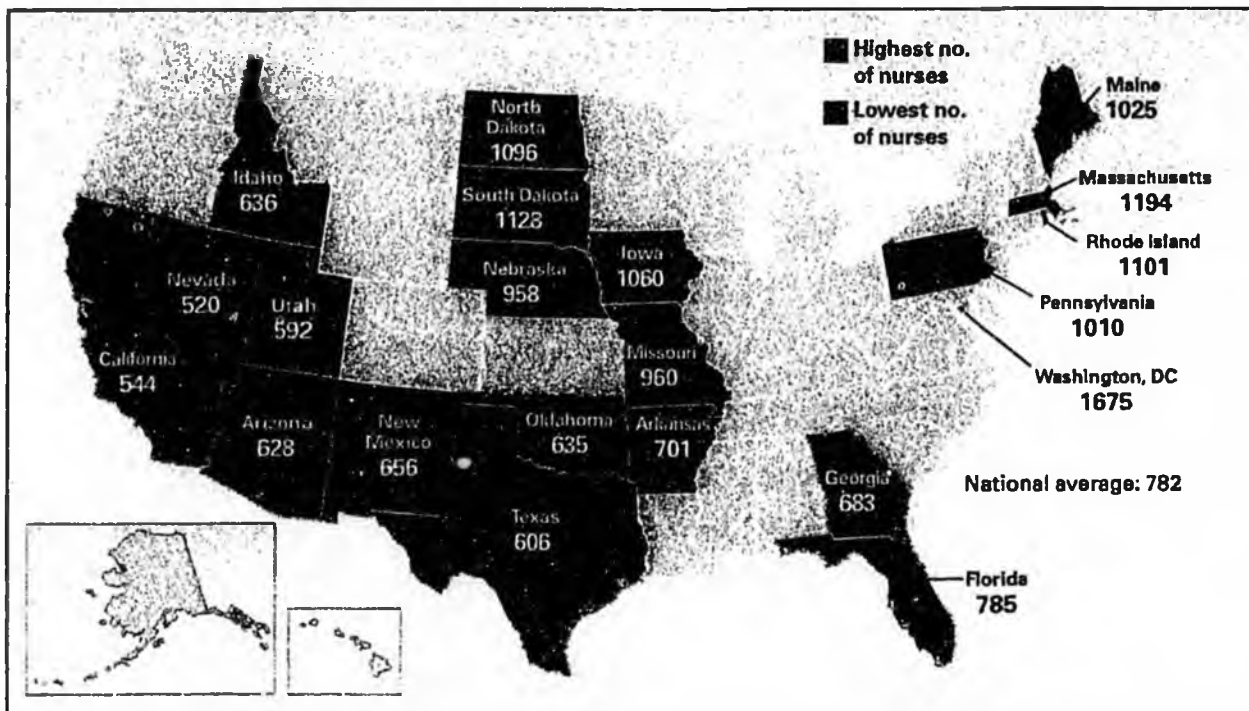 Highest no.
of nurses
Lowest no.
of nurses
Maine
1025
North
Dakota
1096
Idaho
636
Massachusatts
1194
South Dakota
1128
Rhode Island
1101
Iowa
1060
Nebraska
958
Nevada
520
Utah
592
Pennsylvania
1010
Missouri
960
California
544
Washington, DC
1675
Arizona
628
New
Mexico
656
Oklahoma
635
Arkansas
701
Georgia
683
National average: 782
Texas
606
Florida
785